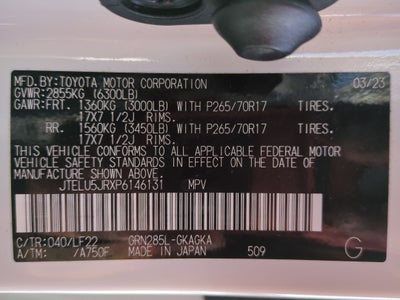 MFD.BY:TOYOTA MOTOR CORPORATION 03/23
GVWR: 2855KG (6300LB)
GAWR:FRT. 1360KG (3000LB) WITH P265/70R17 TIRES.
17X7 1/2J RIMS.
RR. 1560KG (3450LB) WITH P265/70R17 TIRES.
17X7 1/2J RIMS.
THIS VEHICLE CONFORMS TO ALL APPLICABLE FEDERAL MOTOR
VEHICLE SAFETY STANDARDS IN EFFECT ON THE DATE OF
MANUFACTURE SHOWN ABOVE.
JTELU5JRXP6146131 MPV
C/TR:040/LF22 GRN285L-GKAGKA
A/TM: /A750F MADE IN JAPAN 509 G